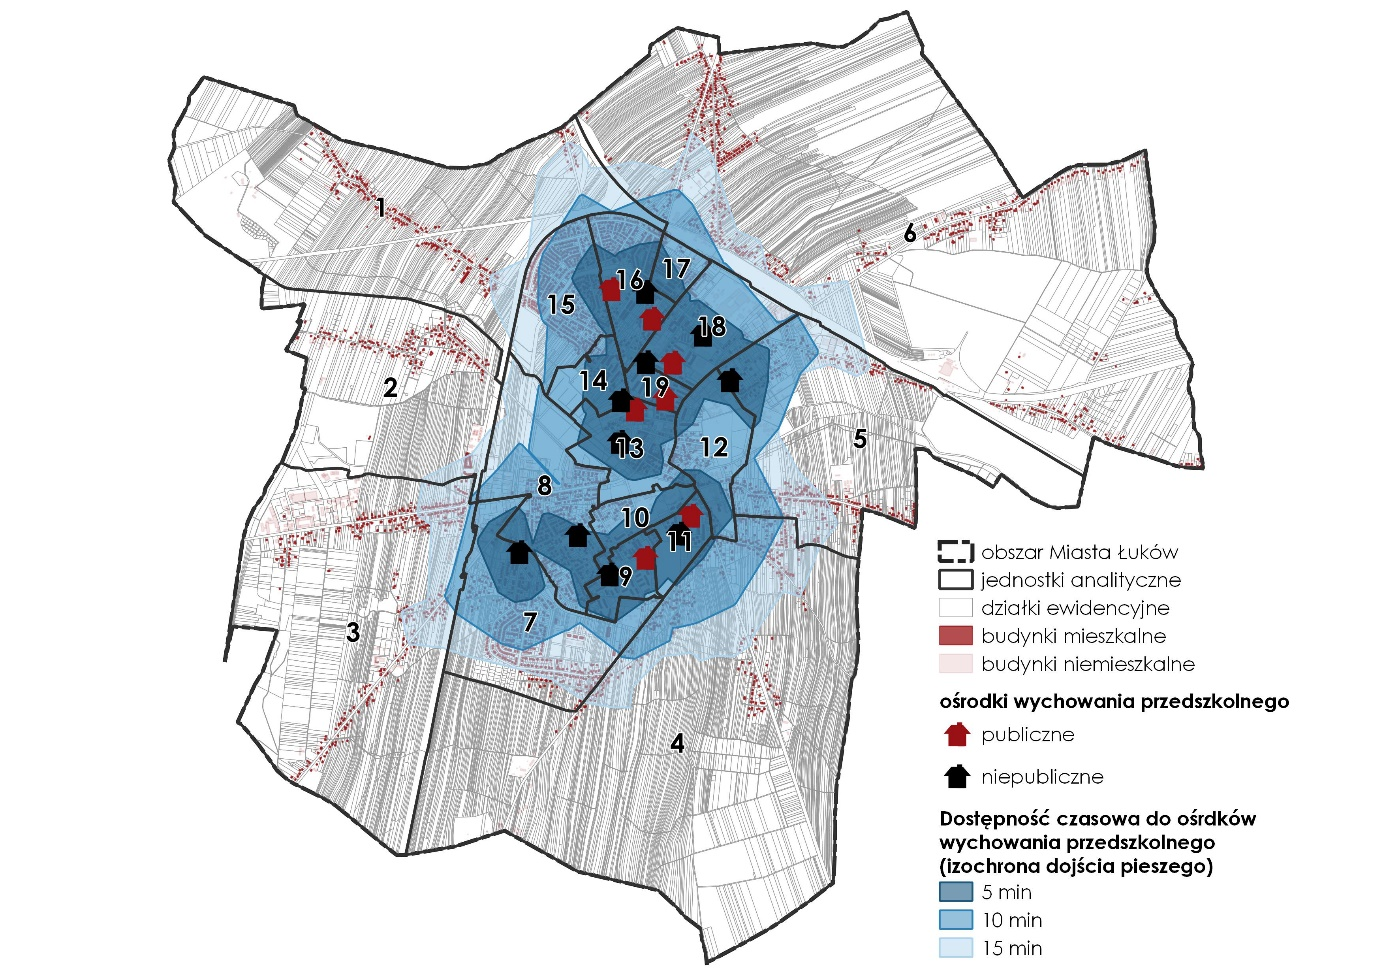 1
6
17
16
15
18
14
19
2
5
13
12
8
10
11
9
7
3
4
obszar Miasta Łuków
jednostki analityczne
działki ewidencyjne
budynki mieszkalne
budynki niemieszkalne
ośrodki wychowania przedszkolnego
publiczne
niepubliczne
Dostępność czasowa do ośrdków
wychowania przedszkolnego
(izochrona dojścia pieszego)
5 min
10 min
15 min